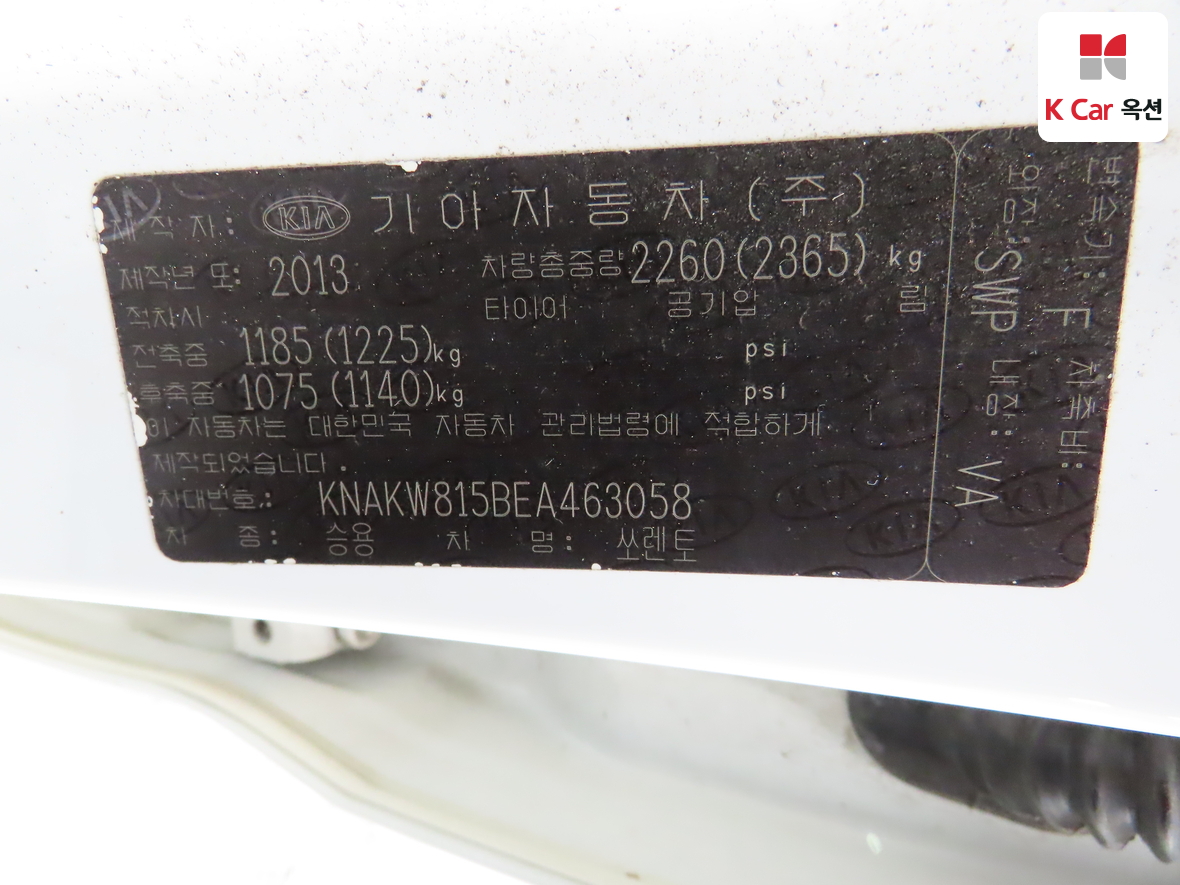 K Car 옥션
제작자: KIA 기아자동차(주)
제작년도: 2013 차량총중량 2260(2365) kg
적차시 타이어 공기압 림
전축중 1185(1225)kg psi
후축중 1075(1140)kg psi
이 자동차는 대한민국 자동차 관리법령에 적합하게
제작되었습니다.
차대번호: KNAKW815BEA463058
차 종: 승용 차 명: 쏘렌토
변속기: F 차축비:
외장:SWP 내장: VA